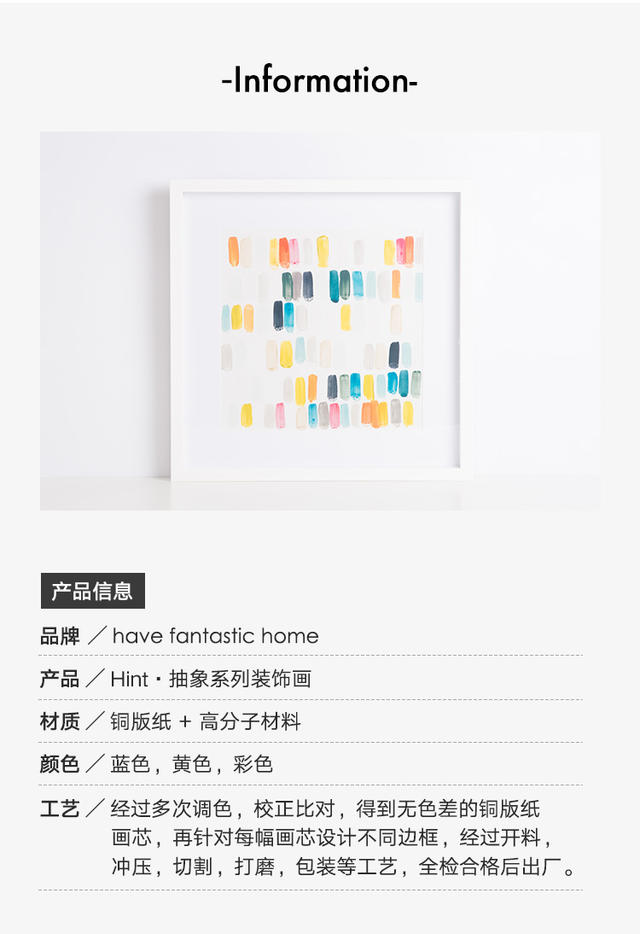 -Information-
产品信息
品牌 ／ have fantastic home
产品 ／ Hint · 抽象系列装饰画
材质 ／ 铜版纸 + 高分子材料
颜色 ／ 蓝色，黄色，彩色
工艺 ／ 经过多次调色，校正比对，得到无色差的铜版纸
画芯，再针对每幅画芯设计不同边框，经过开料，
冲压，切割，打磨，包装等工艺，全检合格后出厂。